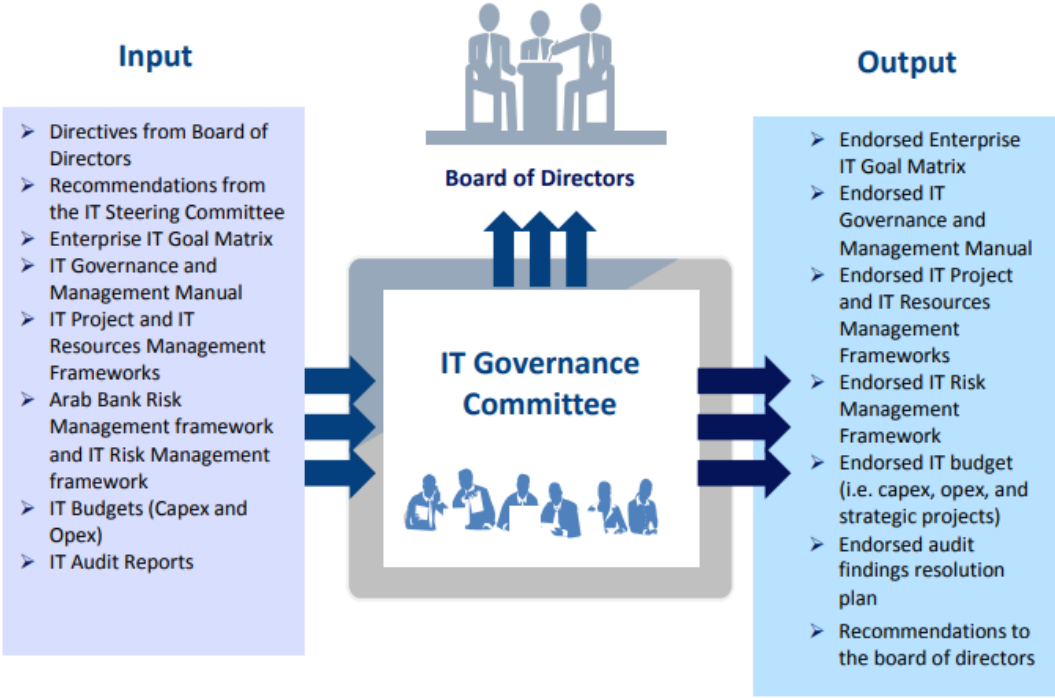 Input
➢ Directives from Board of
Directors
➢ Recommendations from
the IT Steering Committee
➢ Enterprise IT Goal Matrix
➢ IT Governance and
Management Manual
➢ IT Project and IT
Resources Management
Frameworks
➢ Arab Bank Risk
Management framework
and IT Risk Management
framework
➢ IT Budgets (Capex and
Opex)
➢ IT Audit Reports
Board of Directors
IT Governance
Committee
Output
➢ Endorsed Enterprise
IT Goal Matrix
➢ Endorsed IT
Governance and
Management Manual
➢ Endorsed IT Project
and IT Resources
Management
Frameworks
➢ Endorsed IT Risk
Management
Framework
➢ Endorsed IT budget
(i.e. capex, opex, and
strategic projects)
➢ Endorsed audit
findings resolution
plan
➢ Recommendations to
the board of directors